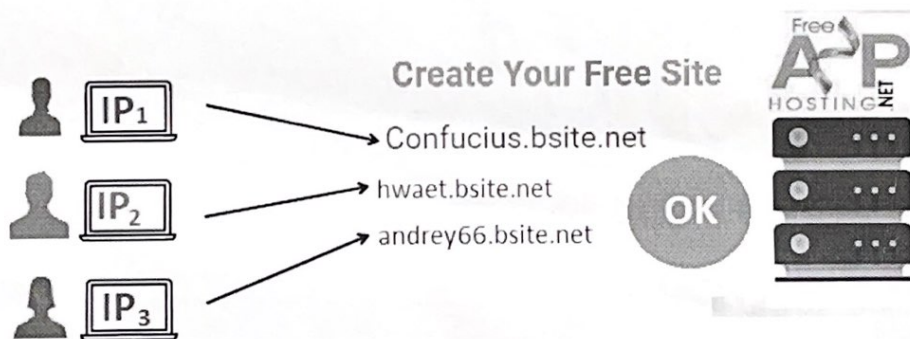 Free
ASP
.NET
HOSTING
Create Your Free Site
IP1
Confucius.bsite.net
IP2
hwaet.bsite.net
OK
andrey66.bsite.net
IP3